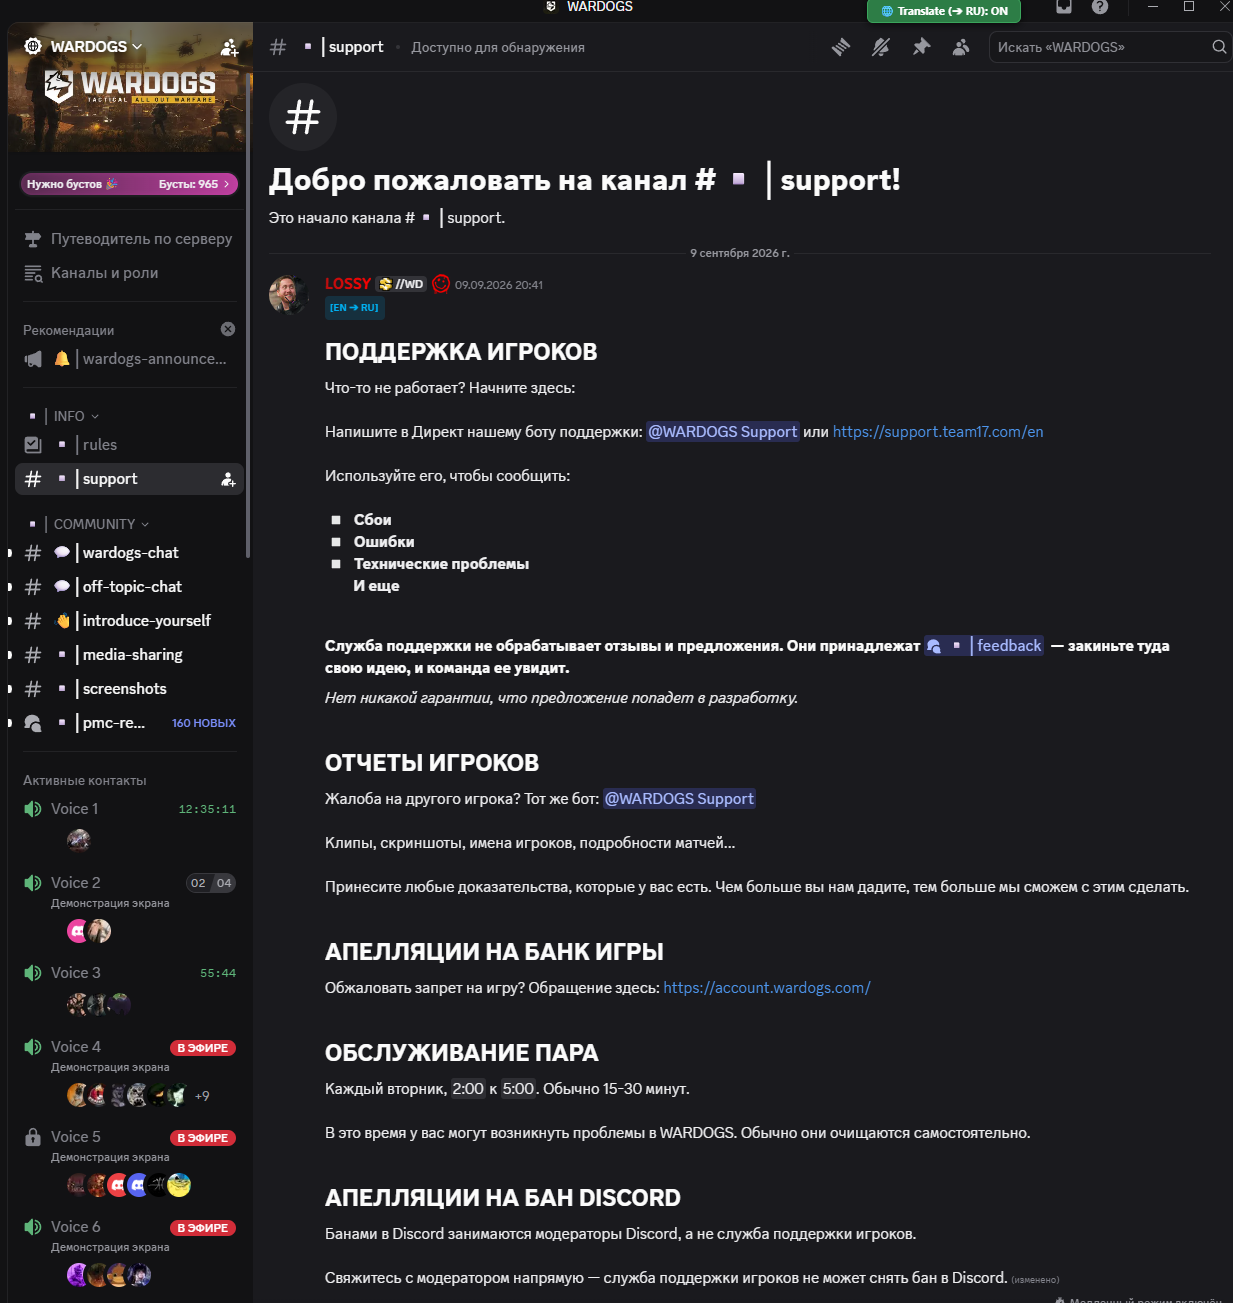 WARDOGS
Translate (→ RU): ON
WARDOGS
WARDOGS
TACTICAL ALL OUT WARFARE
Нужно бустов Бусты: 965
Путеводитель по серверу
Каналы и роли
Рекомендации
wardogs-announce...
INFO
rules
support
COMMUNITY
wardogs-chat
off-topic-chat
introduce-yourself
media-sharing
screenshots
pmc-re... 160 НОВЫХ
Активные контакты
Voice 1 12:35:11
Voice 2 02 04
Демонстрация экрана
Voice 3 55:44
Voice 4 В ЭФИРЕ
Демонстрация экрана
+9
Voice 5 В ЭФИРЕ
Демонстрация экрана
Voice 6 В ЭФИРЕ
Демонстрация экрана
# | support • Доступно для обнаружения
Искать «WARDOGS»
#
Добро пожаловать на канал # | support!
Это начало канала # | support.
9 сентября 2026 г.
LOSSY //WD 09.09.2026 20:41
[EN → RU]
ПОДДЕРЖКА ИГРОКОВ
Что-то не работает? Начните здесь:
Напишите в Директ нашему боту поддержки: @WARDOGS Support или https://support.team17.com/en
Используйте его, чтобы сообщить:
Сбои
Ошибки
Технические проблемы
И еще
Служба поддержки не обрабатывает отзывы и предложения. Они принадлежат | feedback — закиньте туда
свою идею, и команда ее увидит.
Нет никакой гарантии, что предложение попадет в разработку.
ОТЧЕТЫ ИГРОКОВ
Жалоба на другого игрока? Тот же бот: @WARDOGS Support
Клипы, скриншоты, имена игроков, подробности матчей...
Принесите любые доказательства, которые у вас есть. Чем больше вы нам дадите, тем больше мы сможем с этим сделать.
АПЕЛЛЯЦИИ НА БАНК ИГРЫ
Обжаловать запрет на игру? Обращение здесь: https://account.wardogs.com/
ОБСЛУЖИВАНИЕ ПАРА
Каждый вторник, 2:00 к 5:00. Обычно 15-30 минут.
В это время у вас могут возникнуть проблемы в WARDOGS. Обычно они очищаются самостоятельно.
АПЕЛЛЯЦИИ НА БАН DISCORD
Банами в Discord занимаются модераторы Discord, а не служба поддержки игроков.
Свяжитесь с модератором напрямую — служба поддержки игроков не может снять бан в Discord. (изменено)